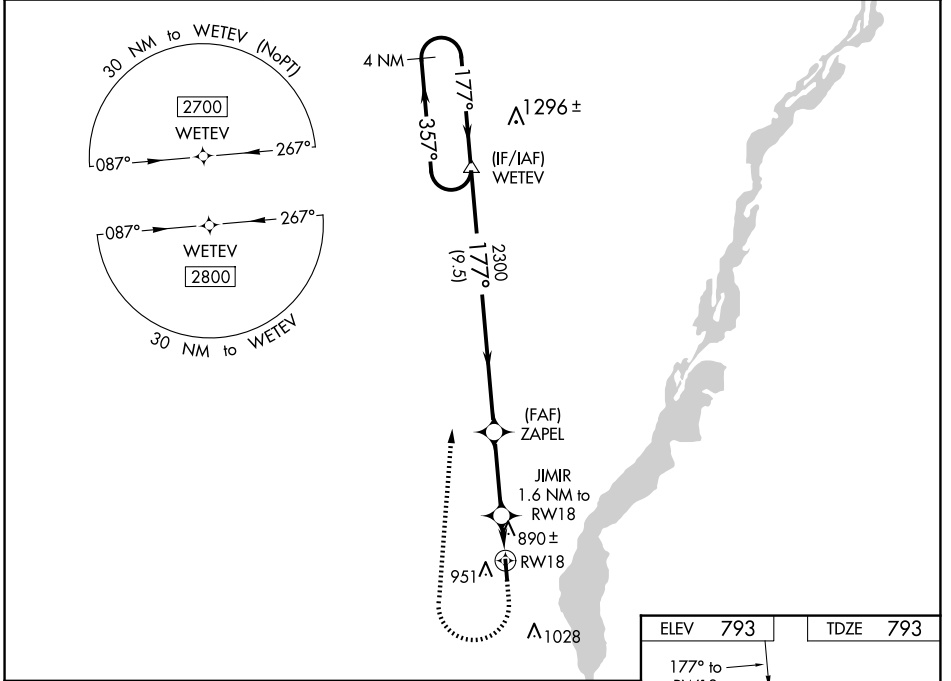 30 NM to WETEV (NoPT)
2700
WETEV
087°
267°
087°
267°
WETEV
2800
30 NM to WETEV
4 NM
177°
357°
1296 ±
(IF/IAF)
WETEV
2300
177°
(9.5)
(FAF)
ZAPEL
JIMIR
1.6 NM to
RW18
890 ±
RW18
951
1028
ELEV 793
TDZE 793
177° to